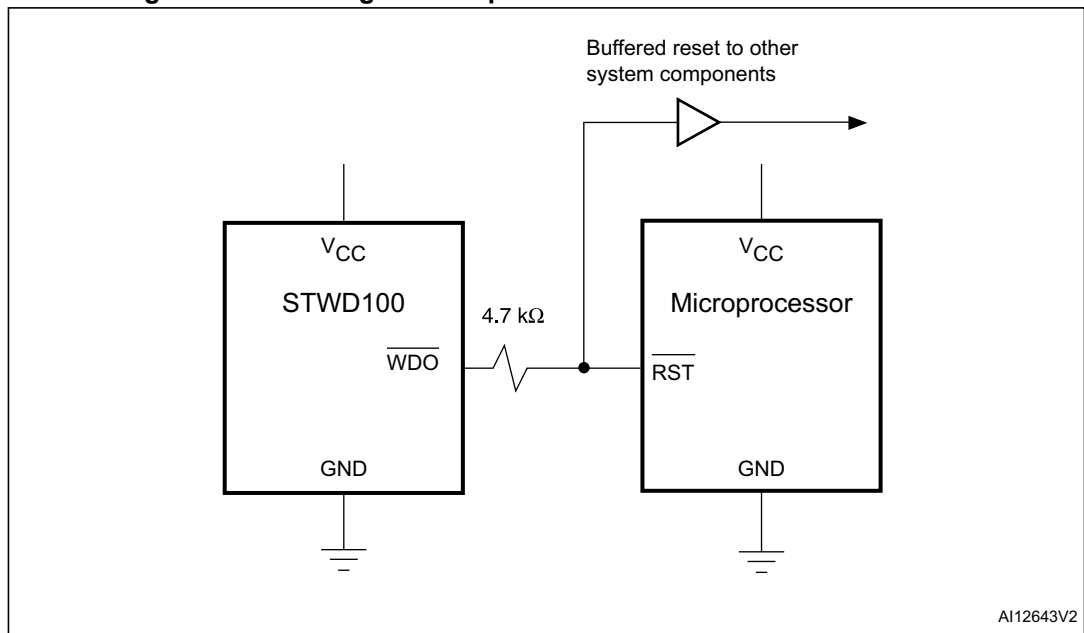 Buffered reset to other
system components
VCC
VCC
STWD100
Microprocessor
4.7 kΩ
WDO
RST
GND
GND
AI12643V2